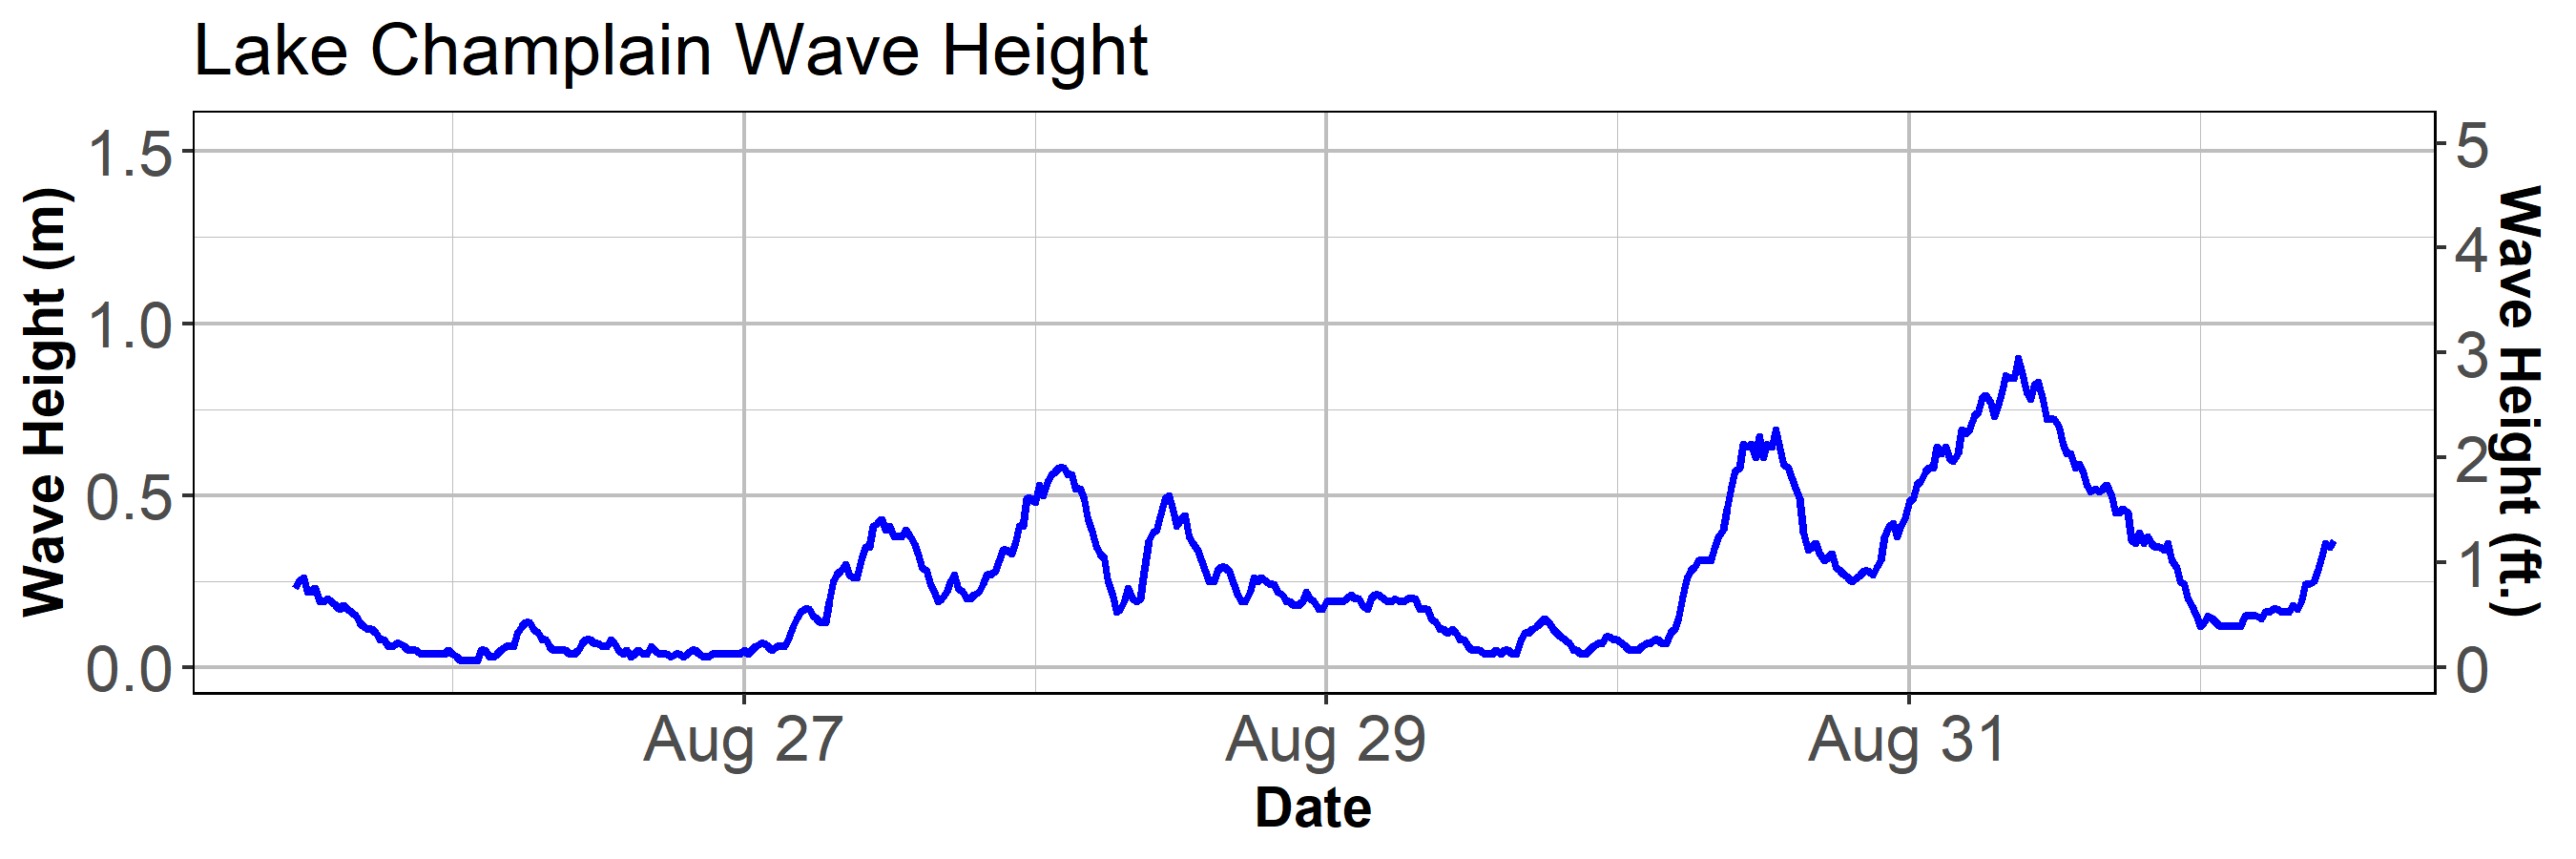 Lake Champlain Wave Height
Wave Height (m)
1.5
1.0
0.5
0.0
5
4
3
2
1
0
Wave Height (ft.)
Aug 27
Aug 29
Aug 31
Date